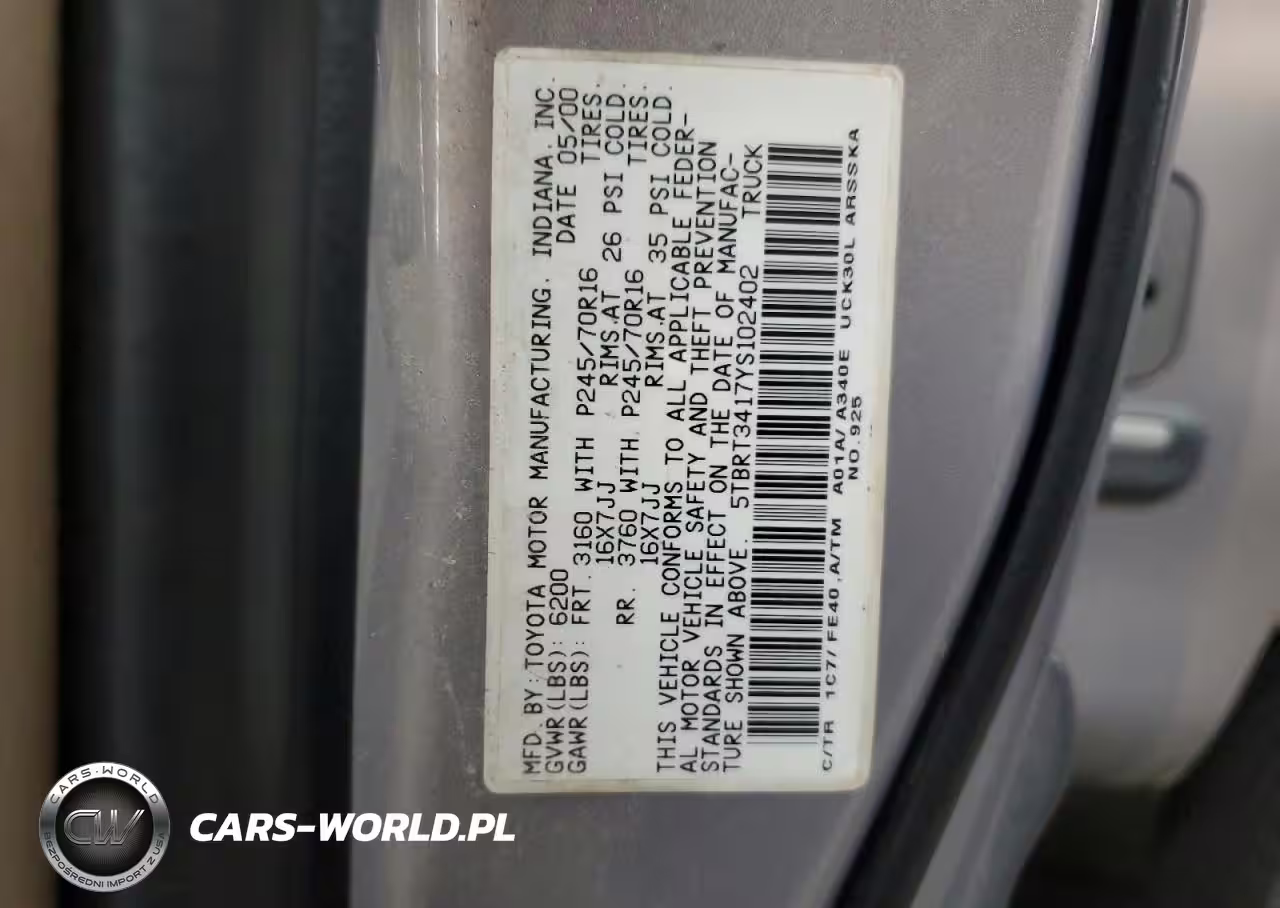 MFD. BY: TOYOTA MOTOR MANUFACTURING, INDIANA, INC.
GVWR(LBS): 6200 DATE 05/00
GAWR(LBS): FRT. 3160 WITH P245/70R16 TIRES.
16X7JJ RIMS.AT 26 PSI COLD.
RR. 3760 WITH. P245/70R16 TIRES.
16X7JJ RIMS.AT 35 PSI COLD.
THIS VEHICLE CONFORMS TO ALL APPLICABLE FEDER-
AL MOTOR VEHICLE SAFETY AND THEFT PREVENTION
STANDARDS IN EFFECT ON THE DATE OF MANUFAC-
TURE SHOWN ABOVE. 5TBRT3417YS102402 TRUCK
C/TR 1C7/FE40,A/TM A01A/A340E UCK30L ARSSKA
NO.925
CARS-WORLD
CW
BEZPOŚREDNI IMPORT Z USA
CARS-WORLD.PL